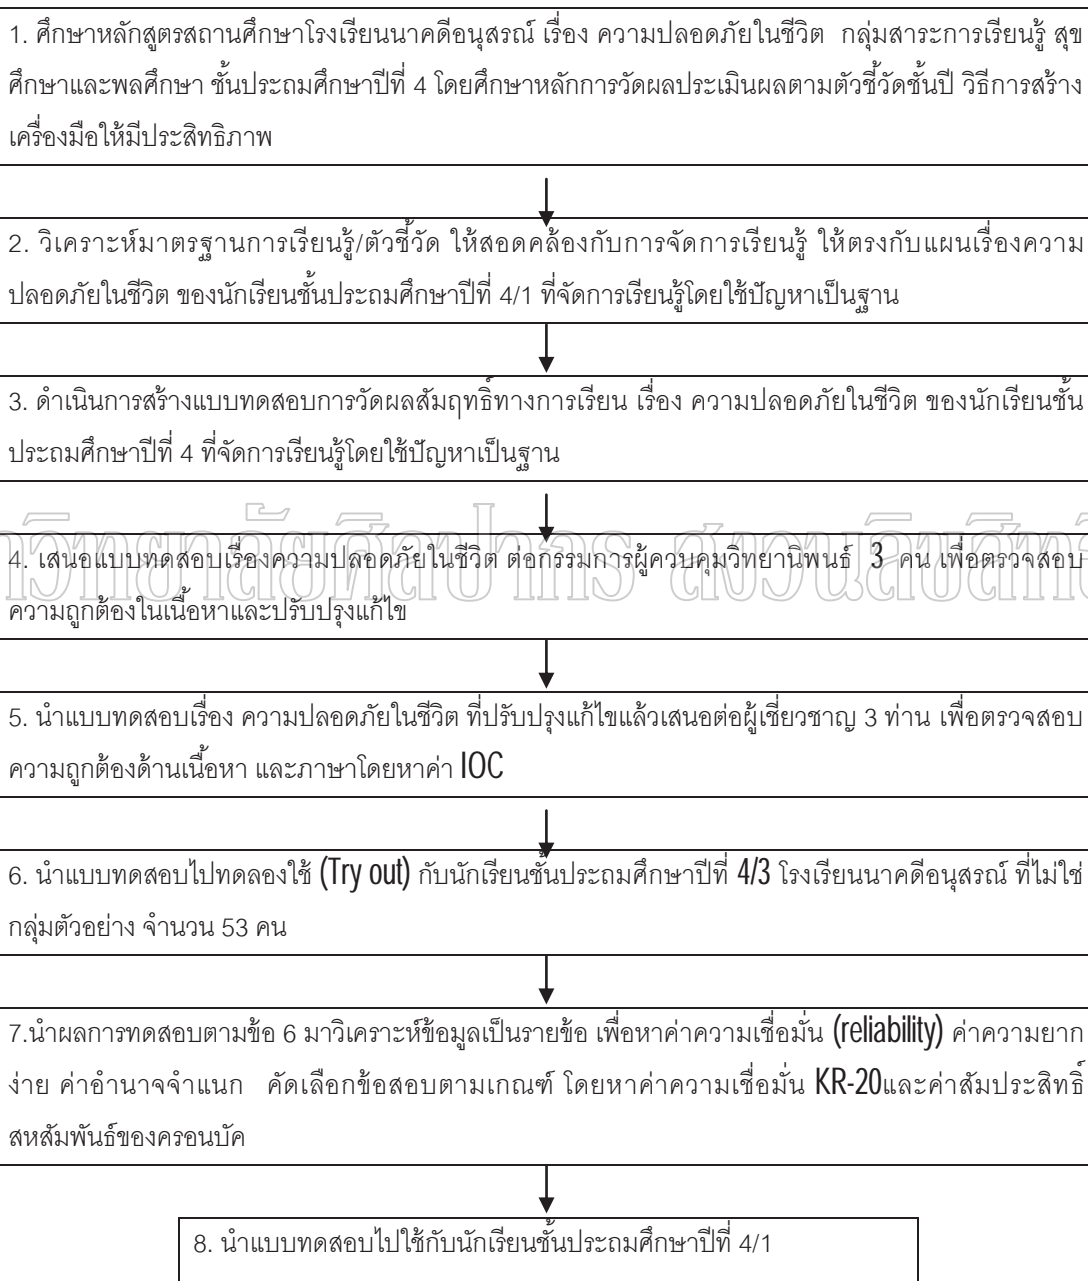 1. ศึกษาหลักสูตรสถานศึกษาโรงเรียนนาคดีอนุสรณ์ เรื่อง ความปลอดภัยในชีวิต กลุ่มสาระการเรียนรู้ สุข
ศึกษาและพลศึกษา ชั้นประถมศึกษาปีที่ 4 โดยศึกษาหลักการวัดผลประเมินผลตามตัวชี้วัดชั้นปี วิธีการสร้าง
เครื่องมือให้มีประสิทธิภาพ
2. วิเคราะห์มาตรฐานการเรียนรู้/ตัวชี้วัด ให้สอดคล้องกับการจัดการเรียนรู้ ให้ตรงกับแผนเรื่องความ
ปลอดภัยในชีวิต ของนักเรียนชั้นประถมศึกษาปีที่ 4/1 ที่จัดการเรียนรู้โดยใช้ปัญหาเป็นฐาน
3. ดำเนินการสร้างแบบทดสอบการวัดผลสัมฤทธิ์ทางการเรียน เรื่อง ความปลอดภัยในชีวิต ของนักเรียนชั้น
ประถมศึกษาปีที่ 4 ที่จัดการเรียนรู้โดยใช้ปัญหาเป็นฐาน
4. เสนอแบบทดสอบเรื่องความปลอดภัยในชีวิต ต่อกรรมการผู้ควบคุมวิทยานิพนธ์ 3 คน เพื่อตรวจสอบ
ความถูกต้องในเนื้อหาและปรับปรุงแก้ไข
5. นำแบบทดสอบเรื่อง ความปลอดภัยในชีวิต ที่ปรับปรุงแก้ไขแล้วเสนอต่อผู้เชี่ยวชาญ 3 ท่าน เพื่อตรวจสอบ
ความถูกต้องด้านเนื้อหา และภาษาโดยหาค่า IOC
6. นำแบบทดสอบไปทดลองใช้ (Try out) กับนักเรียนชั้นประถมศึกษาปีที่ 4/3 โรงเรียนนาคดีอนุสรณ์ ที่ไม่ใช่
กลุ่มตัวอย่าง จำนวน 53 คน
7.นำผลการทดสอบตามข้อ 6 มาวิเคราะห์ข้อมูลเป็นรายข้อ เพื่อหาค่าความเชื่อมั่น (reliability) ค่าความยาก
ง่าย ค่าอำนาจจำแนก คัดเลือกข้อสอบตามเกณฑ์ โดยหาค่าความเชื่อมั่น KR-20และค่าสัมประสิทธิ์
สหสัมพันธ์ของครอนบัค
8. นำแบบทดสอบไปใช้กับนักเรียนชั้นประถมศึกษาปีที่ 4/1